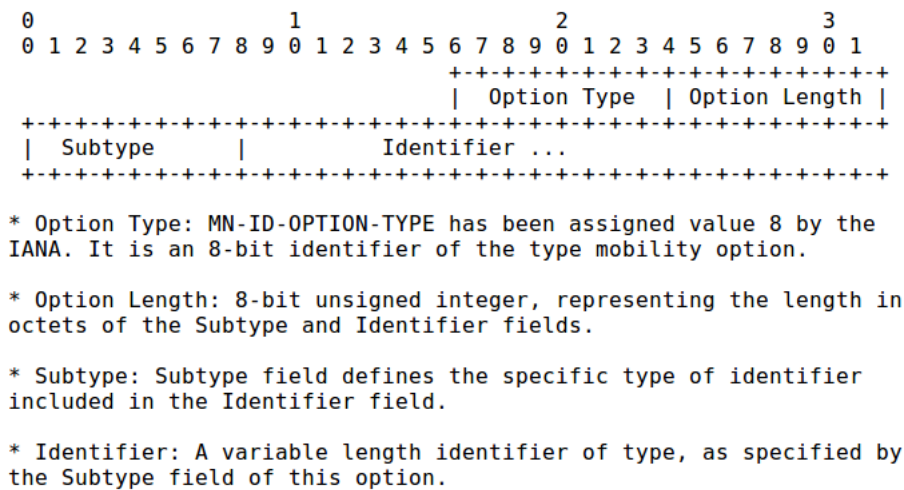 0                   1                   2                   3
0 1 2 3 4 5 6 7 8 9 0 1 2 3 4 5 6 7 8 9 0 1 2 3 4 5 6 7 8 9 0 1
                                +-+-+-+-+-+-+-+-+-+-+-+-+-+-+-+-+
                                |  Option Type  | Option Length |
+-+-+-+-+-+-+-+-+-+-+-+-+-+-+-+-+-+-+-+-+-+-+-+-+-+-+-+-+-+-+-+-+
|  Subtype      |          Identifier ...
+-+-+-+-+-+-+-+-+-+-+-+-+-+-+-+-+-+-+-+-+-+-+-+-+-+-+-+-+-+-+-+-+
* Option Type: MN-ID-OPTION-TYPE has been assigned value 8 by the
IANA. It is an 8-bit identifier of the type mobility option.
* Option Length: 8-bit unsigned integer, representing the length in
octets of the Subtype and Identifier fields.
* Subtype: Subtype field defines the specific type of identifier
included in the Identifier field.
* Identifier: A variable length identifier of type, as specified by
the Subtype field of this option.